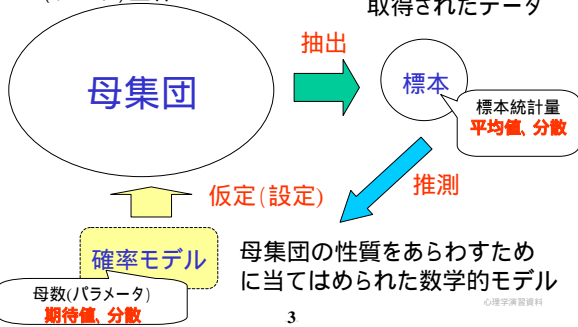 取得されたデータ
抽出
母集団
標本
標本統計量
平均値、分散
仮定(設定)
推測
確率モデル
母集団の性質をあらわすため
に当てはめられた数学的モデル
母数(パラメータ)
期待値、分散
心理学演習資料
3